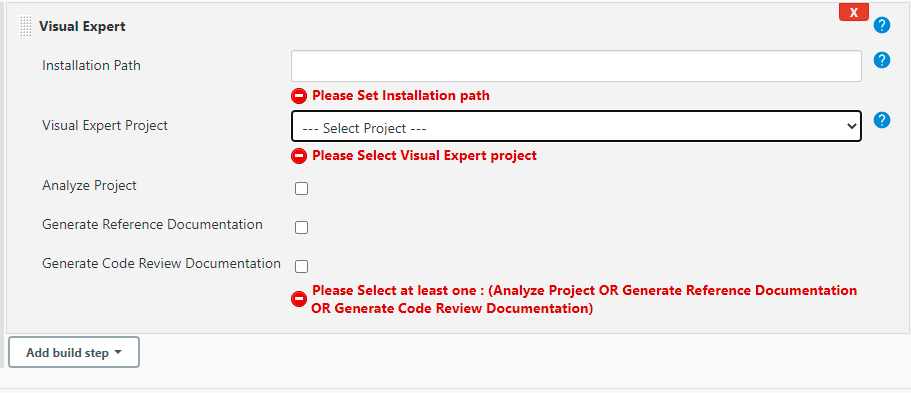 X
Visual Expert
?
Installation Path
?
Please Set Installation path
Visual Expert Project
--- Select Project ---
?
Please Select Visual Expert project
Analyze Project
Generate Reference Documentation
Generate Code Review Documentation
Please Select at least one : (Analyze Project OR Generate Reference Documentation
OR Generate Code Review Documentation)
Add build step